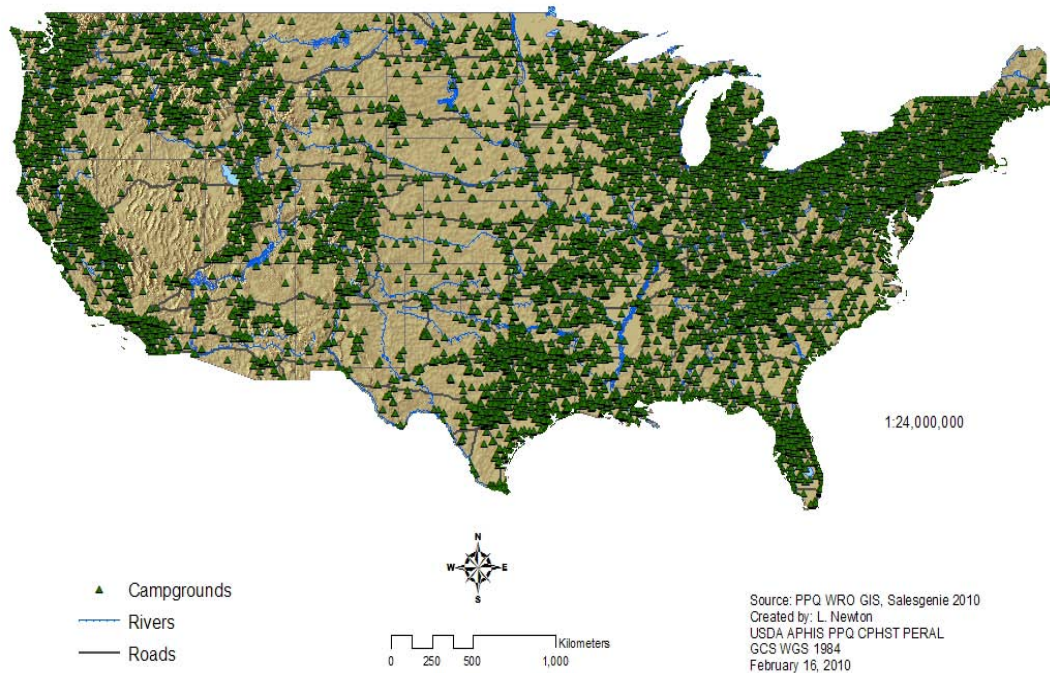 1:24,000,000
N
W E
S
Campgrounds
Rivers
Roads
Kilometers
0 250 500 1,000
Source: PPQ WRO GIS, Salesgenie 2010
Created by: L. Newton
USDA APHIS PPQ CPHST PERAL
GCS WGS 1984
February 16, 2010